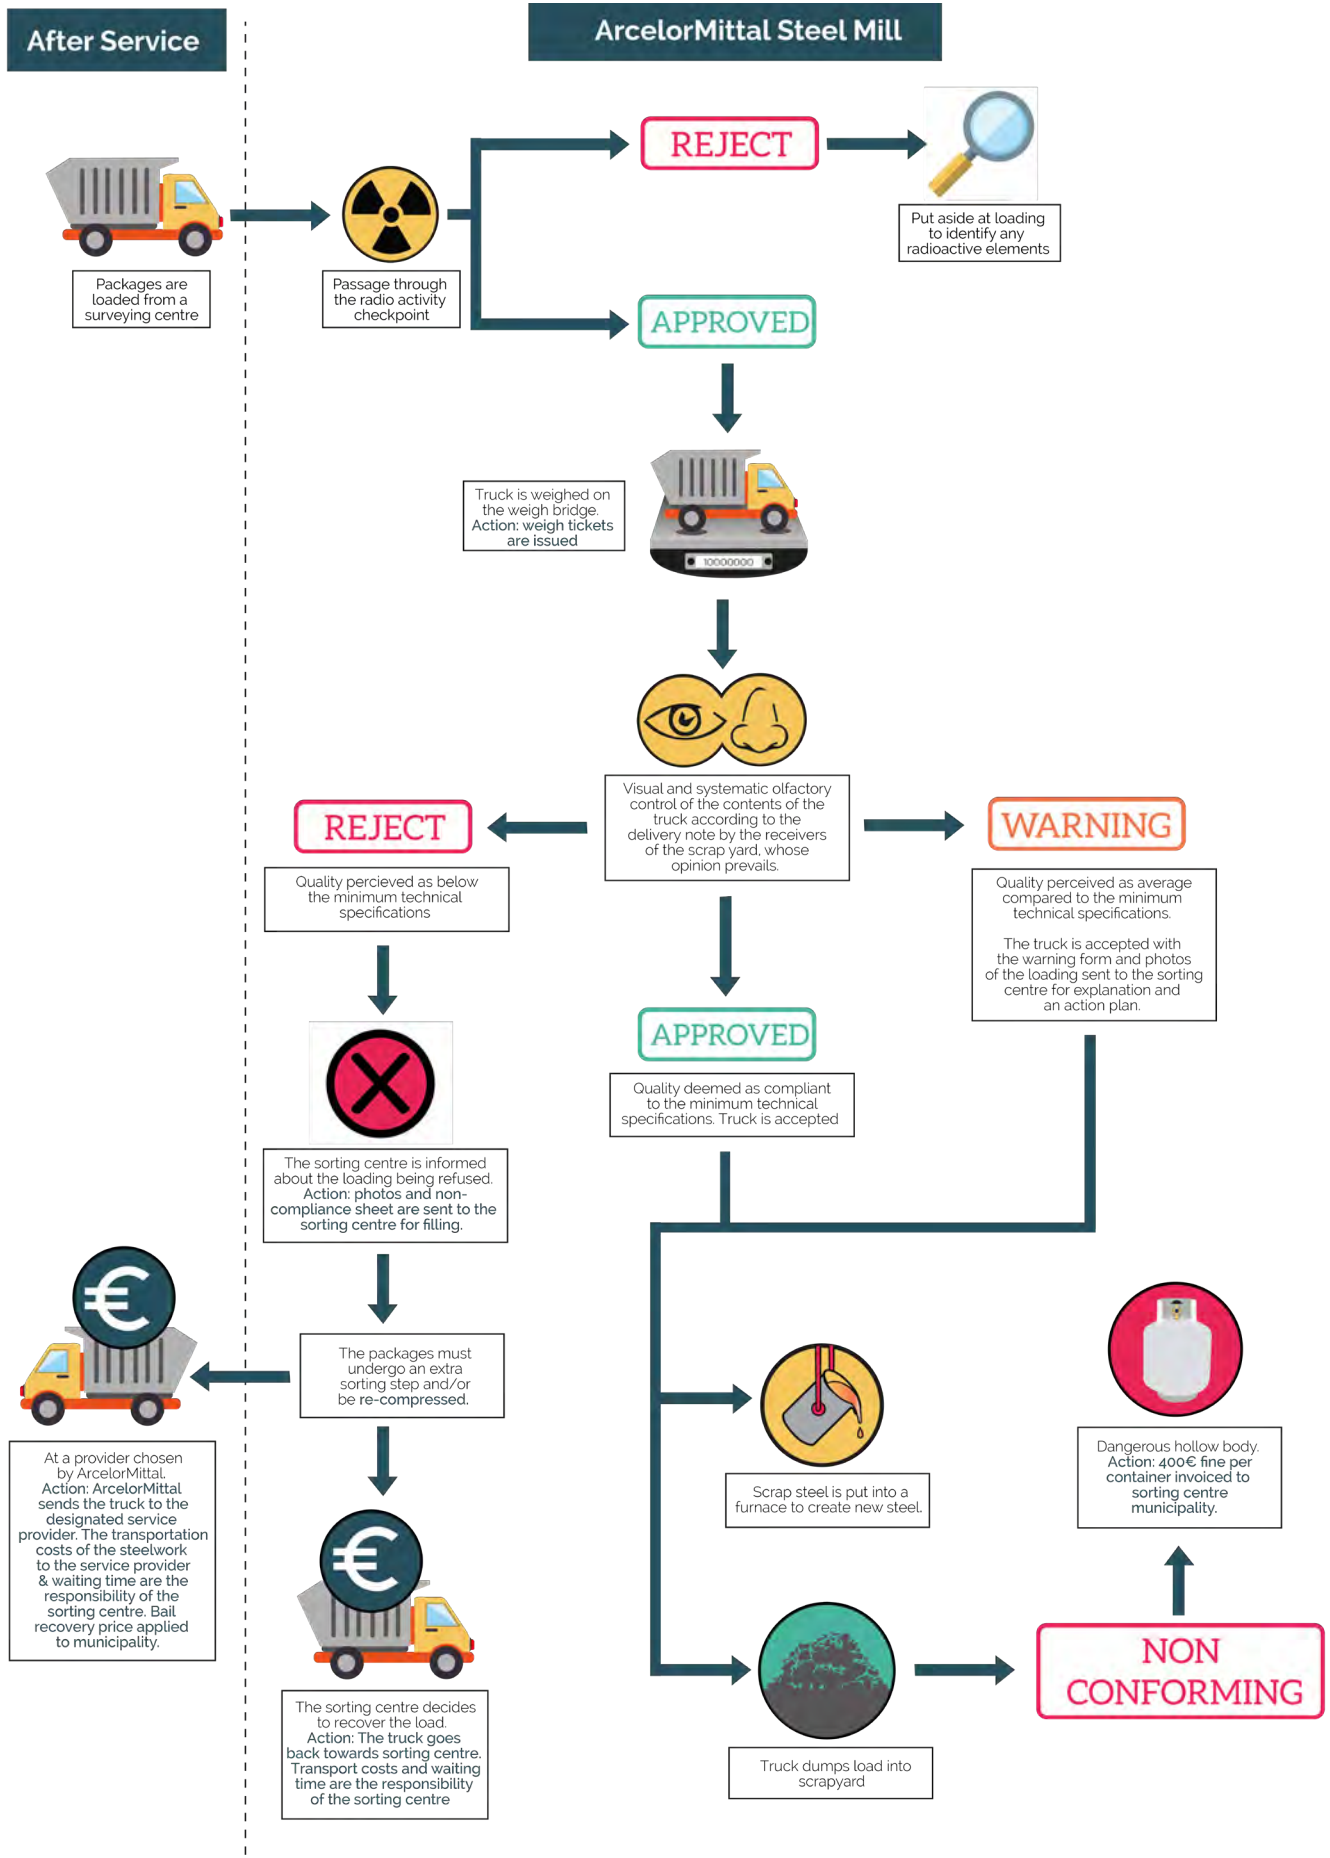 After Service
ArcelorMittal Steel Mill
REJECT
Put aside at loading
to identify any
radioactive elements
Packages are
loaded from a
surveying centre
Passage through
the radio activity
checkpoint
APPROVED
Truck is weighed on
the weigh bridge.
Action: weigh tickets
are issued
10000000
Visual and systematic olfactory
control of the contents of the
truck according to the
delivery note by the receivers
of the scrap yard, whose
opinion prevails.
REJECT
Quality percieved as below
the minimum technical
specifications
WARNING
Quality perceived as average
compared to the minimum
technical specifications.
The truck is accepted with
the warning form and photos
of the loading sent to the sorting
centre for explanation and
an action plan.
APPROVED
Quality deemed as compliant
to the minimum technical
specifications. Truck is accepted
The sorting centre is informed
about the loading being refused.
Action: photos and non-
compliance sheet are sent to the
sorting centre for filling.
The packages must
undergo an extra
sorting step and/or
be re-compressed.
€
At a provider chosen
by ArcelorMittal.
Action: ArcelorMittal
sends the truck to the
designated service
provider. The transportation
costs of the steelwork
to the service provider
& waiting time are the
responsibility of the
sorting centre. Bail
recovery price applied
to municipality.
€
The sorting centre decides
to recover the load.
Action: The truck goes
back towards sorting centre.
Transport costs and waiting
time are the responsibility
of the sorting centre
Scrap steel is put into a
furnace to create new steel.
Dangerous hollow body.
Action: 400€ fine per
container invoiced to
sorting centre
municipality.
NON
CONFORMING
Truck dumps load into
scrapyard